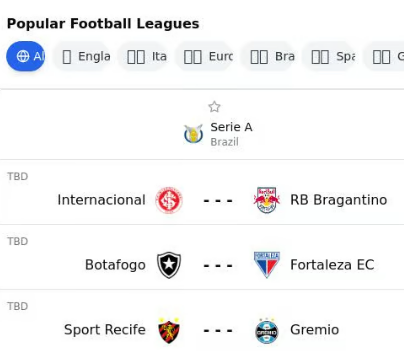 Popular Football Leagues
Al Engla Ita Euro Bra Spa G
Serie A
Brazil
TBD
Internacional - - - RB Bragantino
TBD
Botafogo - - - Fortaleza EC
TBD
Sport Recife - - - Gremio